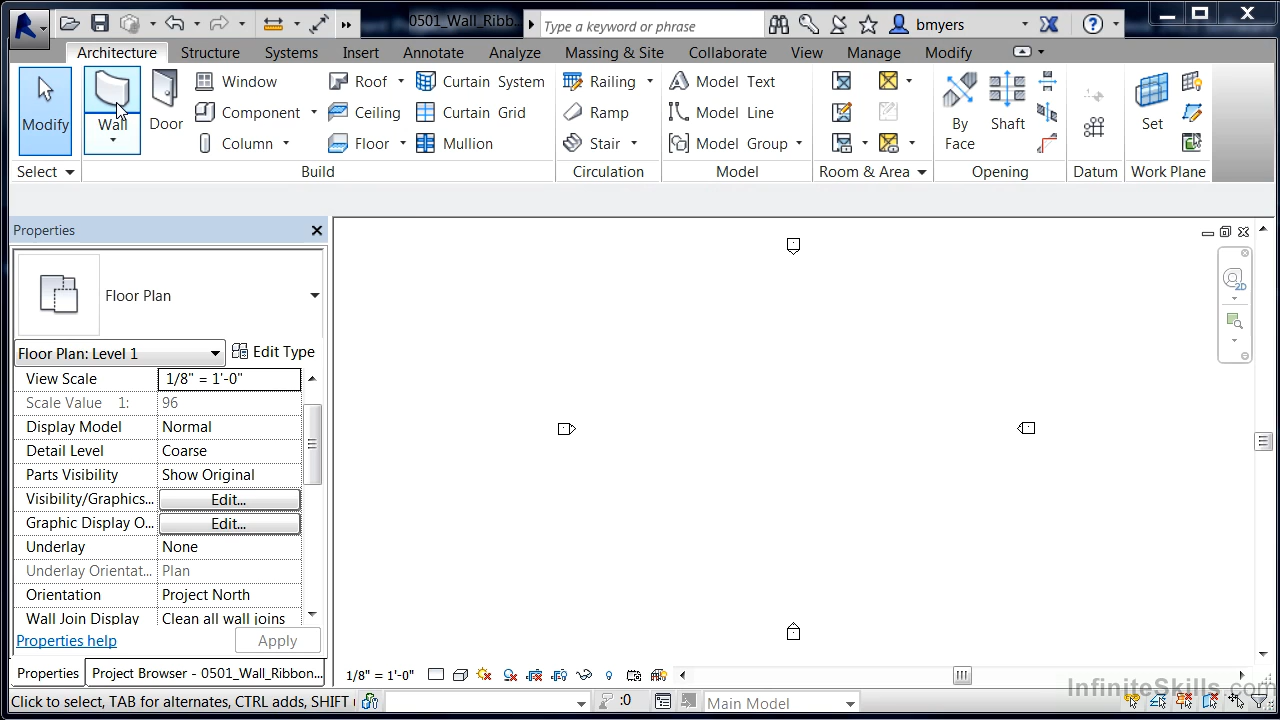 0501_Wall_Ribb...
Type a keyword or phrase
bmyers
Architecture Structure Systems Insert Annotate Analyze Massing & Site Collaborate View Manage Modify
Modify
Wall
Door
Window
Component
Column
Roof
Ceiling
Floor
Curtain System
Curtain Grid
Mullion
Railing
Ramp
Stair
Model Text
Model Line
Model Group
By Face
Shaft
Set
Select Build Circulation Model Room & Area Opening Datum Work Plane
Properties
Floor Plan
Floor Plan: Level 1 Edit Type
View Scale 1/8" = 1'-0"
Scale Value 1: 96
Display Model Normal
Detail Level Coarse
Parts Visibility Show Original
Visibility/Graphics... Edit...
Graphic Display O... Edit...
Underlay None
Underlay Orientat... Plan
Orientation Project North
Wall Join Display Clean all wall joins
Properties help Apply
Properties Project Browser - 0501_Wall_Ribbon...
1/8" = 1'-0"
2D
Click to select, TAB for alternates, CTRL adds, SHIFT
:0
Main Model
InfiniteSkills.com